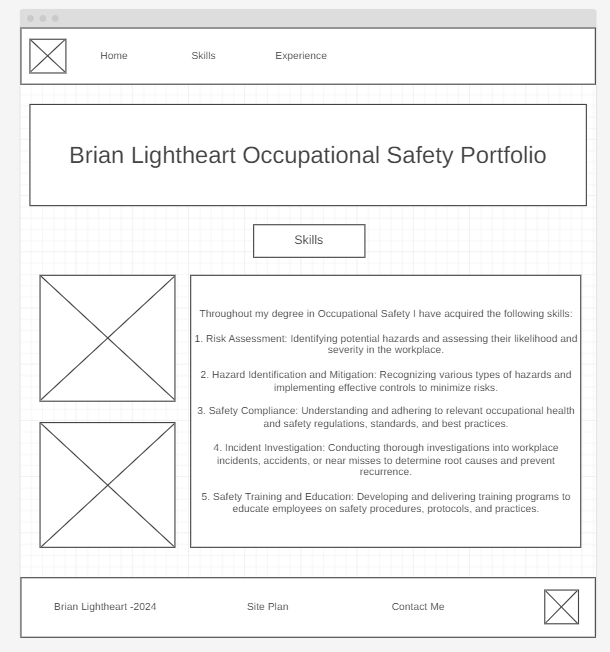 Home Skills Experience
Brian Lightheart Occupational Safety Portfolio
Skills
Throughout my degree in Occupational Safety I have acquired the following skills:
1. Risk Assessment: Identifying potential hazards and assessing their likelihood and
severity in the workplace.
2. Hazard Identification and Mitigation: Recognizing various types of hazards and
implementing effective controls to minimize risks.
3. Safety Compliance: Understanding and adhering to relevant occupational health
and safety regulations, standards, and best practices.
4. Incident Investigation: Conducting thorough investigations into workplace
incidents, accidents, or near misses to determine root causes and prevent
recurrence.
5. Safety Training and Education: Developing and delivering training programs to
educate employees on safety procedures, protocols, and practices.
Brian Lightheart -2024 Site Plan Contact Me